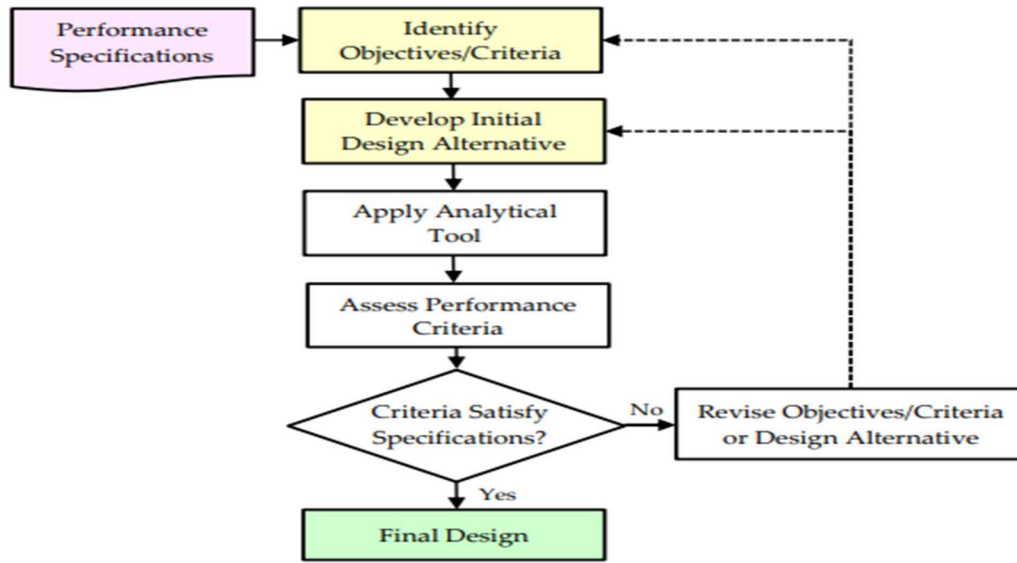 Performance
Specifications
Identify
Objectives/Criteria
Develop Initial
Design Alternative
Apply Analytical
Tool
Assess Performance
Criteria
Criteria Satisfy
Specifications?
No
Revise Objectives/Criteria
or Design Alternative
Yes
Final Design